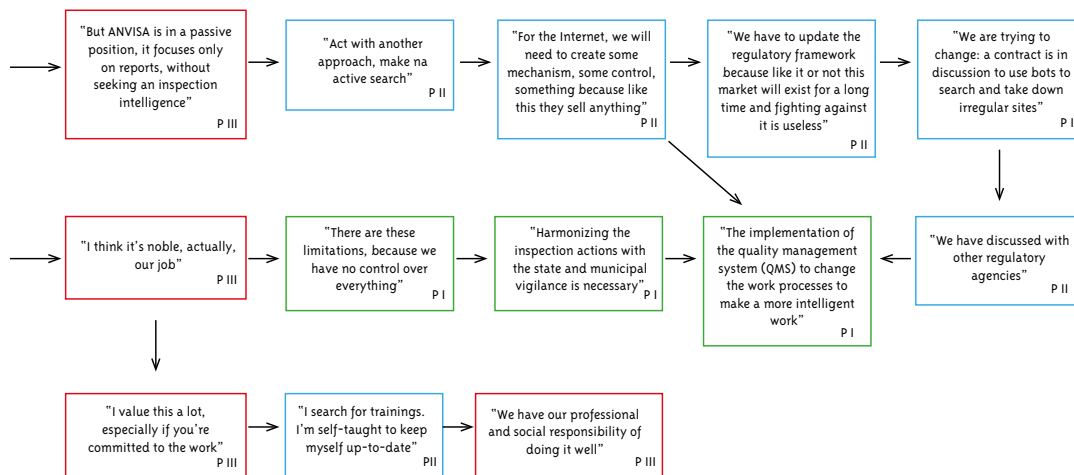 “But ANVISA is in a passive
position, it focuses only
on reports, without
seeking an inspection
intelligence”
P III
“Act with another
approach, make na
active search”
P II
“For the Internet, we will
need to create some
mechanism, some control,
something because like
this they sell anything”
P II
“We have to update the
regulatory framework
because like it or not this
market will exist for a long
time and fighting against
it is useless”
P II
“We are trying to
change: a contract is in
discussion to use bots to
search and take down
irregular sites”
P I
“I think it’s noble, actually,
our job”
P III
“There are these
limitations, because we
have no control over
everything”
P I
“Harmonizing the
inspection actions with
the state and municipal
vigilance is necessary”
P I
“The implementation of
the quality management
system (QMS) to change
the work processes to
make a more intelligent
work”
P I
“We have discussed with
other regulatory
agencies”
P II
“I value this a lot,
especially if you’re
committed to the work”
P III
“I search for trainings.
I’m self-taught to keep
myself up-to-date”
PII
“We have our professional
and social responsibility of
doing it well”
P III